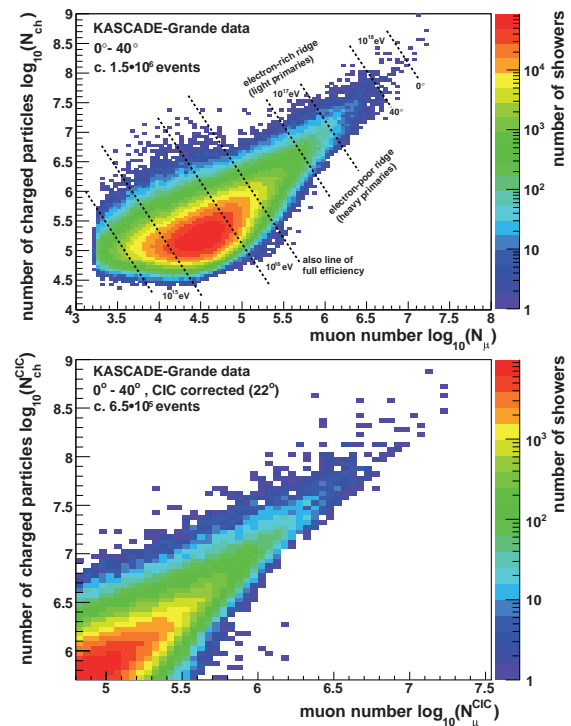 KASCADE-Grande data
0°- 40°
c. 1.5•10⁶ events
electron-rich ridge
(light primaries)
10¹⁸eV
0°
10¹⁷eV
40°
electron-poor ridge
(heavy primaries)
also line of
full efficiency
10¹⁶eV
10¹⁵eV
number of charged particles log₁₀(N_ch)
9
8.5
8
7.5
7
6.5
6
5.5
5
4.5
4
3 3.5 4 4.5 5 5.5 6 6.5 7 7.5 8
muon number log₁₀(N_μ)
number of showers
10⁴
10³
10²
10
1
KASCADE-Grande data
0° - 40° , CIC corrected (22°)
events
number of charged particles log₁₀(N_ch^CIC)
9
8.5
8
7.5
7
6.5
6
5 5.5 6 6.5 7 7.5
muon number log₁₀(N_μ^CIC)
number of showers
10³
10²
10
1